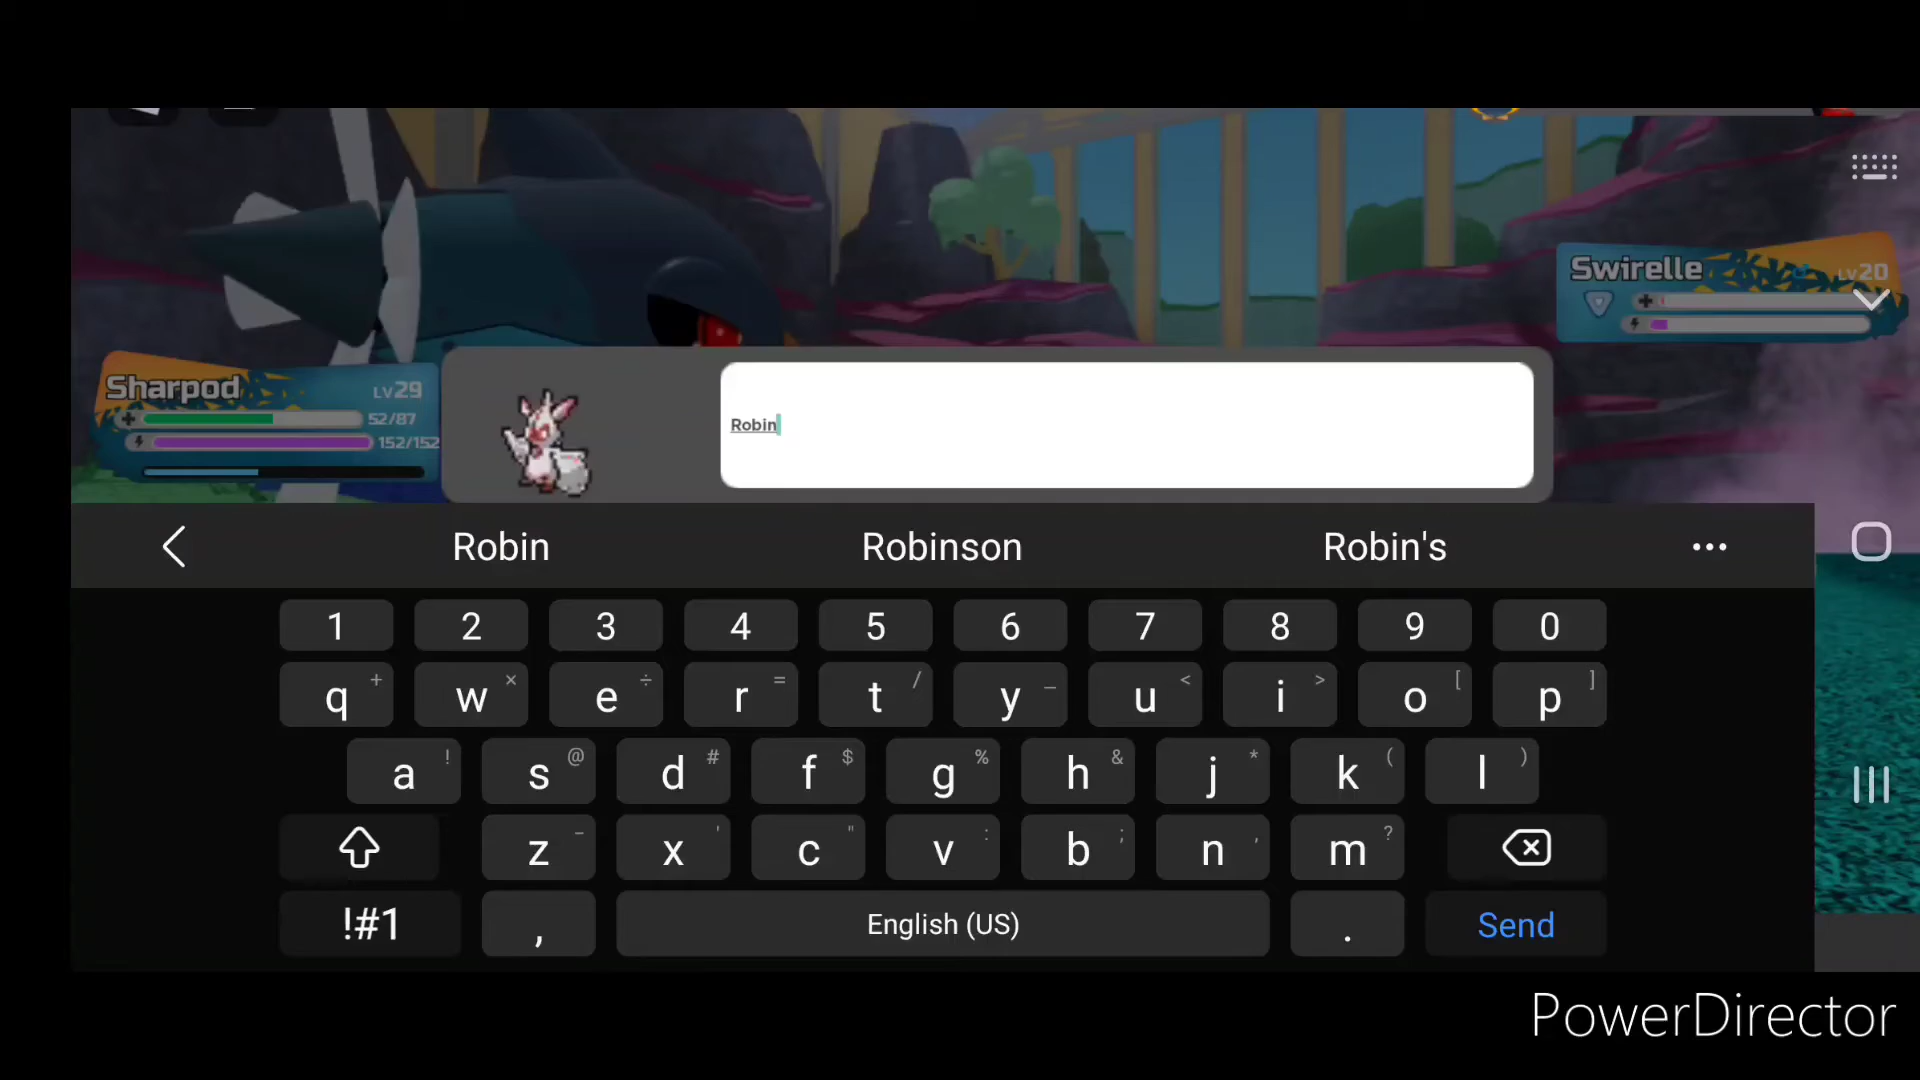 Swirelle LV20
Sharpod LV29
52/87
152/152
Robin
Robin Robinson Robin's ...
1 2 3 4 5 6 7 8 9 0
q + w × e ÷ r = t / y _ u < i > o [ p ]
a ! s @ d # f $ g % h & j * k ( l )
z - x ' c " v : b ; n , m ?
!#1 , English (US) . Send
PowerDirector